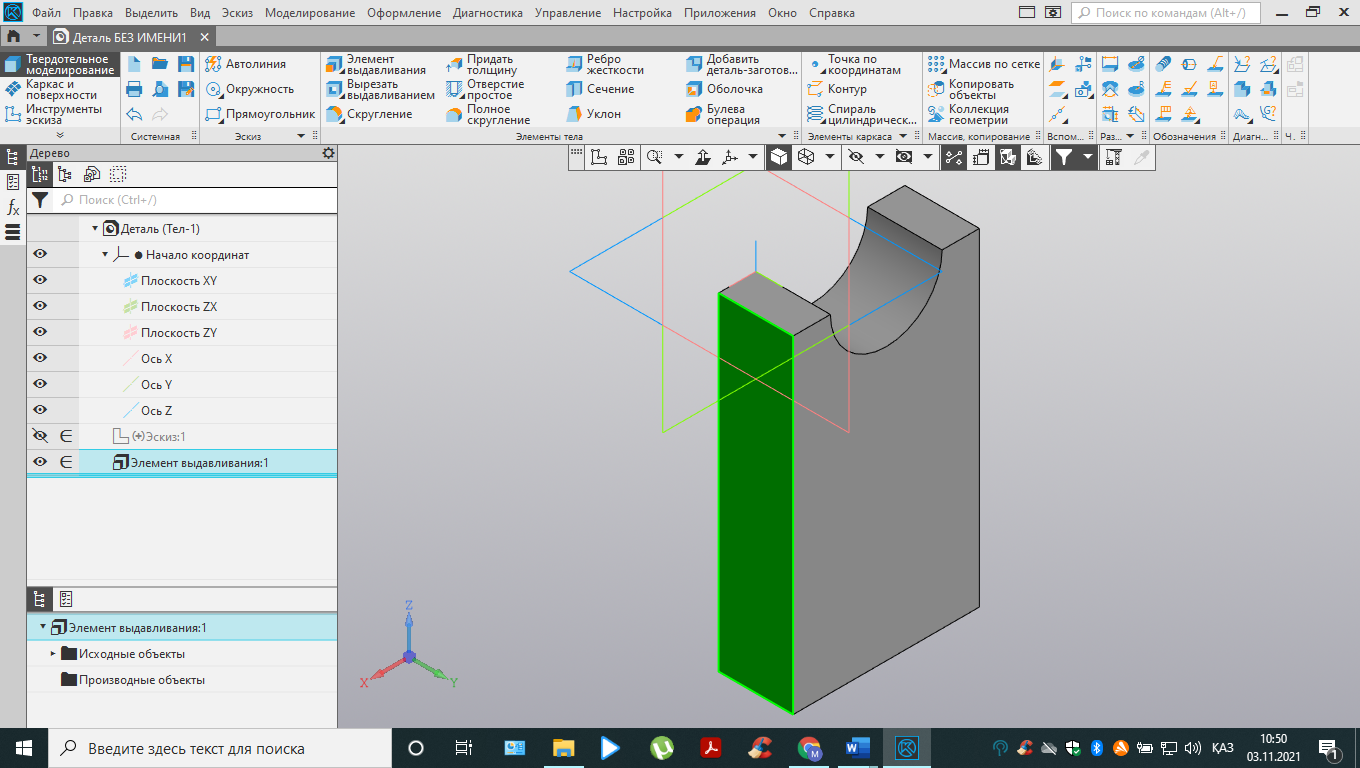 Файл Правка Выделить Вид Эскиз Моделирование Оформление Диагностика Управление Настройка Приложения Окно Справка
Поиск по командам (Alt+/)
Деталь БЕЗ ИМЕНИ1
Твердотельное моделирование
Каркас и поверхности
Инструменты эскиза
Системная
Автолиния
Окружность
Прямоугольник
Эскиз
Элемент выдавливания
Вырезать выдавливанием
Скругление
Придать толщину
Отверстие простое
Полное скругление
Ребро жесткости
Сечение
Уклон
Добавить деталь-заготов...
Оболочка
Булева операция
Элементы тела
Точка по координатам
Контур
Спираль цилиндрическ...
Элементы каркаса
Массив по сетке
Копировать объекты
Коллекция геометрии
Массив, копирование
Вспом...
Раз...
Обозначения
Диагн...
Ч...
Дерево
Поиск (Ctrl+/)
Деталь (Тел-1)
Начало координат
Плоскость XY
Плоскость ZX
Плоскость ZY
Ось X
Ось Y
Ось Z
(+)Эскиз:1
Элемент выдавливания:1
Элемент выдавливания:1
Исходные объекты
Производные объекты
Z
X
Y
Введите здесь текст для поиска
ҚАЗ
10:50
03.11.2021
1